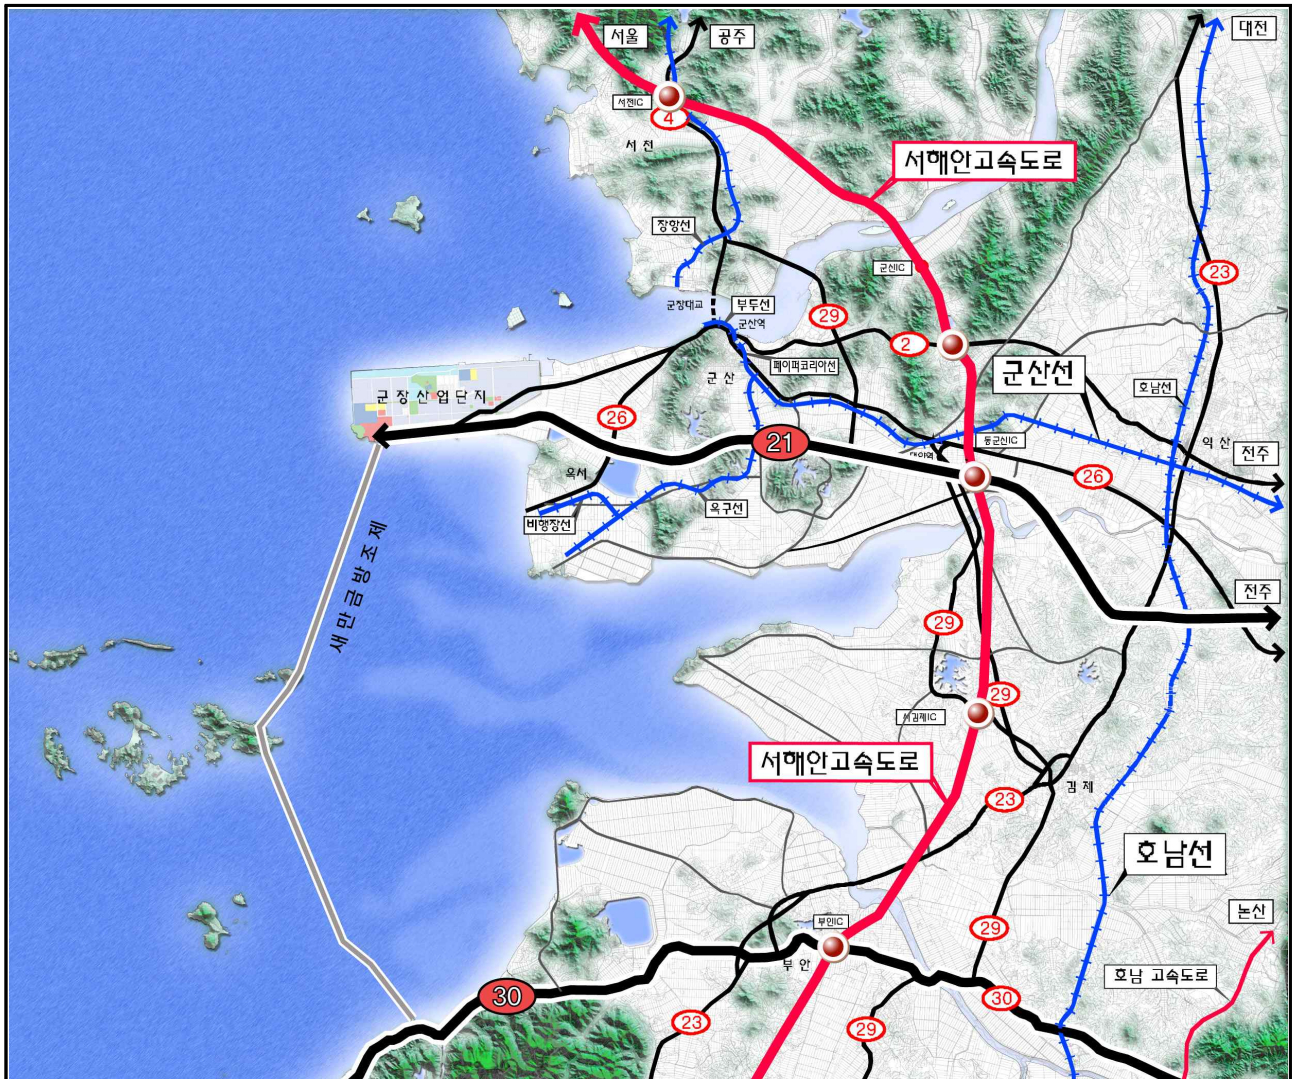 서울
공주
대전
서천IC
4
서 천
서해안고속도로
장항선
군산IC
23
군장대교
부두선
군산역
29
2
페이퍼코리아선
군산선
군 산
호남선
군장산업단지
26
21
동군산IC
대야역
익 산
전주
26
옥서
옥구선
비행장선
새만금방조제
전주
29
29
서김제IC
서해안고속도로
23
김 제
호남선
부안IC
29
논산
부 안
호남 고속도로
30
30
23
29